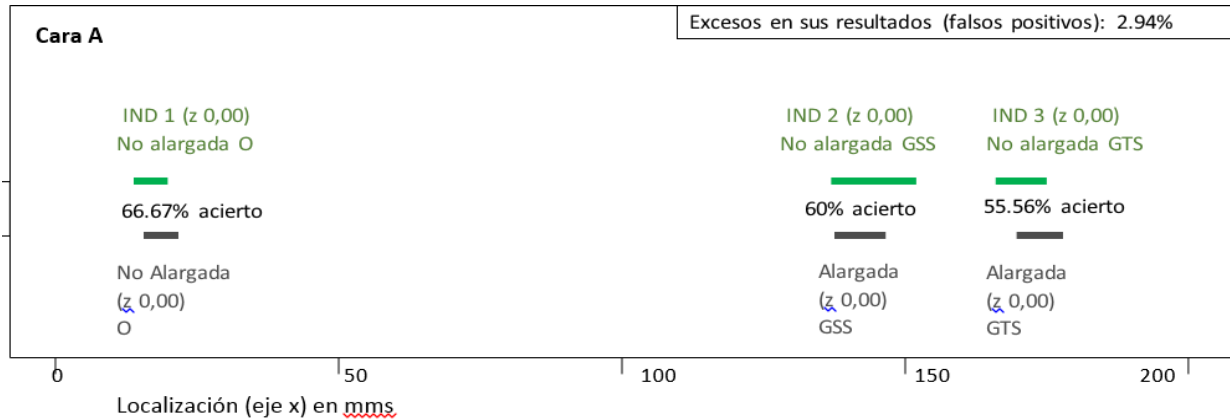 Excesos en sus resultados (falsos positivos): 2.94%
Cara A
IND 1 (z 0,00)
No alargada O
IND 2 (z 0,00)
No alargada GSS
IND 3 (z 0,00)
No alargada GTS
66.67% acierto
60% acierto
55.56% acierto
No Alargada
(z 0,00)
O
Alargada
(z 0,00)
GSS
Alargada
(z 0,00)
GTS
0
50
100
150
200
Localización (eje x) en mms